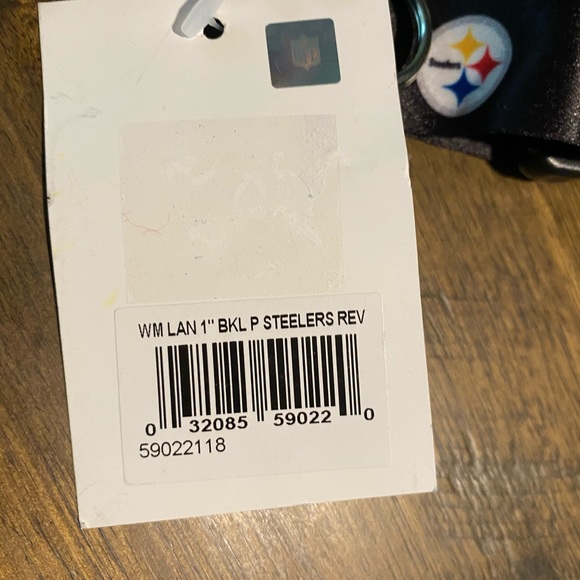 Steelers
WM LAN 1" BKL P STEELERS REV
0 32085 59022 0
59022118